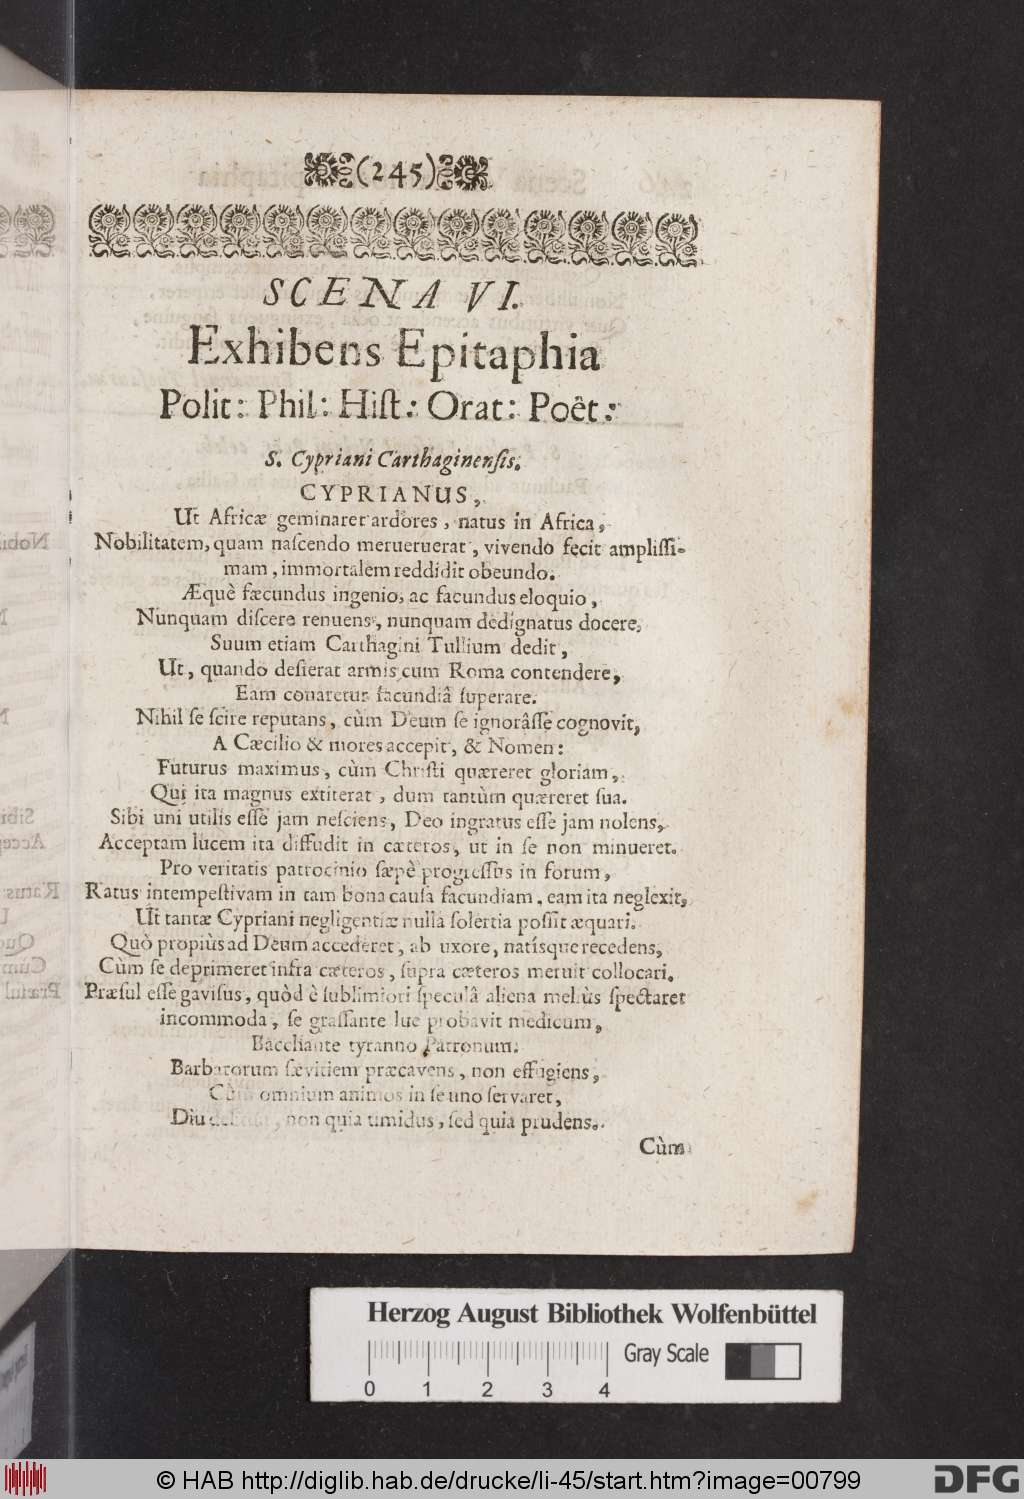 (245)
SCENA VI.
Exhibens Epitaphia
Polit: Phil: Hiſt: Orat: Poêt:
S. Cypriani Carthaginenſis.
CYPRIANUS,
Ut Africæ geminaret ardores, natus in Africa,
Nobilitatem, quam naſcendo merueruerat, vivendo fecit ampliſſi-
mam, immortalem reddidit obeundo.
Æquè fæcundus ingenio, ac facundus eloquio,
Nunquam diſcere renuens, nunquam dedignatus docere,
Suum etiam Carthagini Tullium dedit,
Ut, quando deſierat armis cum Roma contendere,
Eam conaretur facundiâ ſuperare.
Nihil ſe ſcire reputans, cùm Deum ſe ignorâſſe cognovit,
A Cæcilio & mores accepit, & Nomen:
Futurus maximus, cùm Chriſti quæreret gloriam,
Qui ita magnus extiterat, dum tantùm quæreret ſua.
Sibi uni utilis eſſe jam neſciens, Deo ingratus eſſe jam nolens,
Acceptam lucem ita diffudit in cæteros, ut in ſe non minueret.
Pro veritatis patrocinio ſæpè progreſſus in forum,
Ratus intempeſtivam in tam bona cauſa facundiam, eam ita neglexit,
Ut tantæ Cypriani negligentiæ nulla ſolertia poſſit æquari.
Quò propiùs ad Deum accederet, ab uxore, natisque recedens,
Cùm ſe deprimeret infra cæteros, ſupra cæteros meruit collocari.
Præſul eſſe gaviſus, quòd è ſublimiori ſpeculâ aliena meliùs ſpectaret
incommoda, ſe graſſante lue probavit medicum,
Bacchante tyranno Patronum.
Barbarorum ſævitiem præcavens, non effugiens,
Cùm omnium animos in ſe uno ſervaret,
Diu, non quia timidus, ſed quia prudens.
Cùm
Herzog August Bibliothek Wolfenbüttel
Gray Scale
0 1 2 3 4
© HAB http://diglib.hab.de/drucke/li-45/start.htm?image=00799
DFG